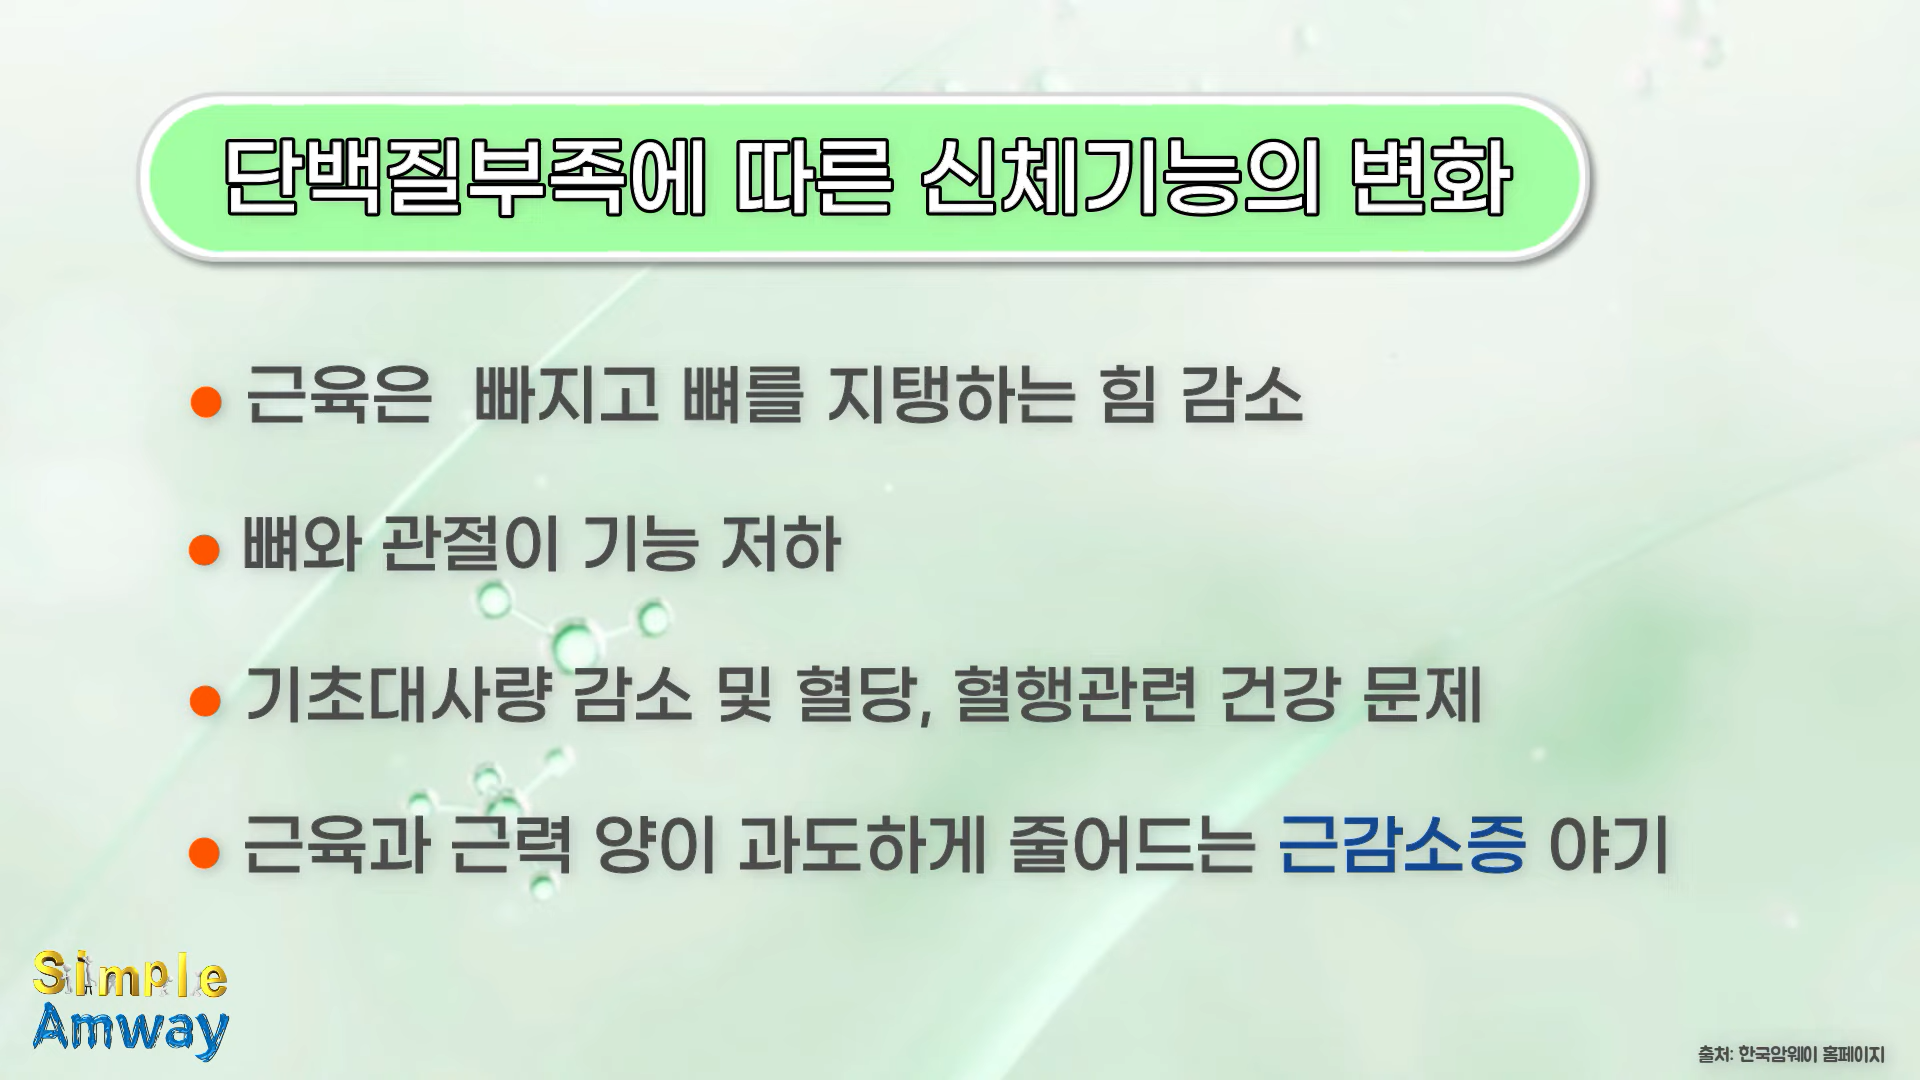 단백질부족에 따른 신체기능의 변화
근육은 빠지고 뼈를 지탱하는 힘 감소
뼈와 관절이 기능 저하
기초대사량 감소 및 혈당, 혈행관련 건강 문제
근육과 근력 양이 과도하게 줄어드는 근감소증 야기
Simple
Amway
출처: 한국암웨이 홈페이지